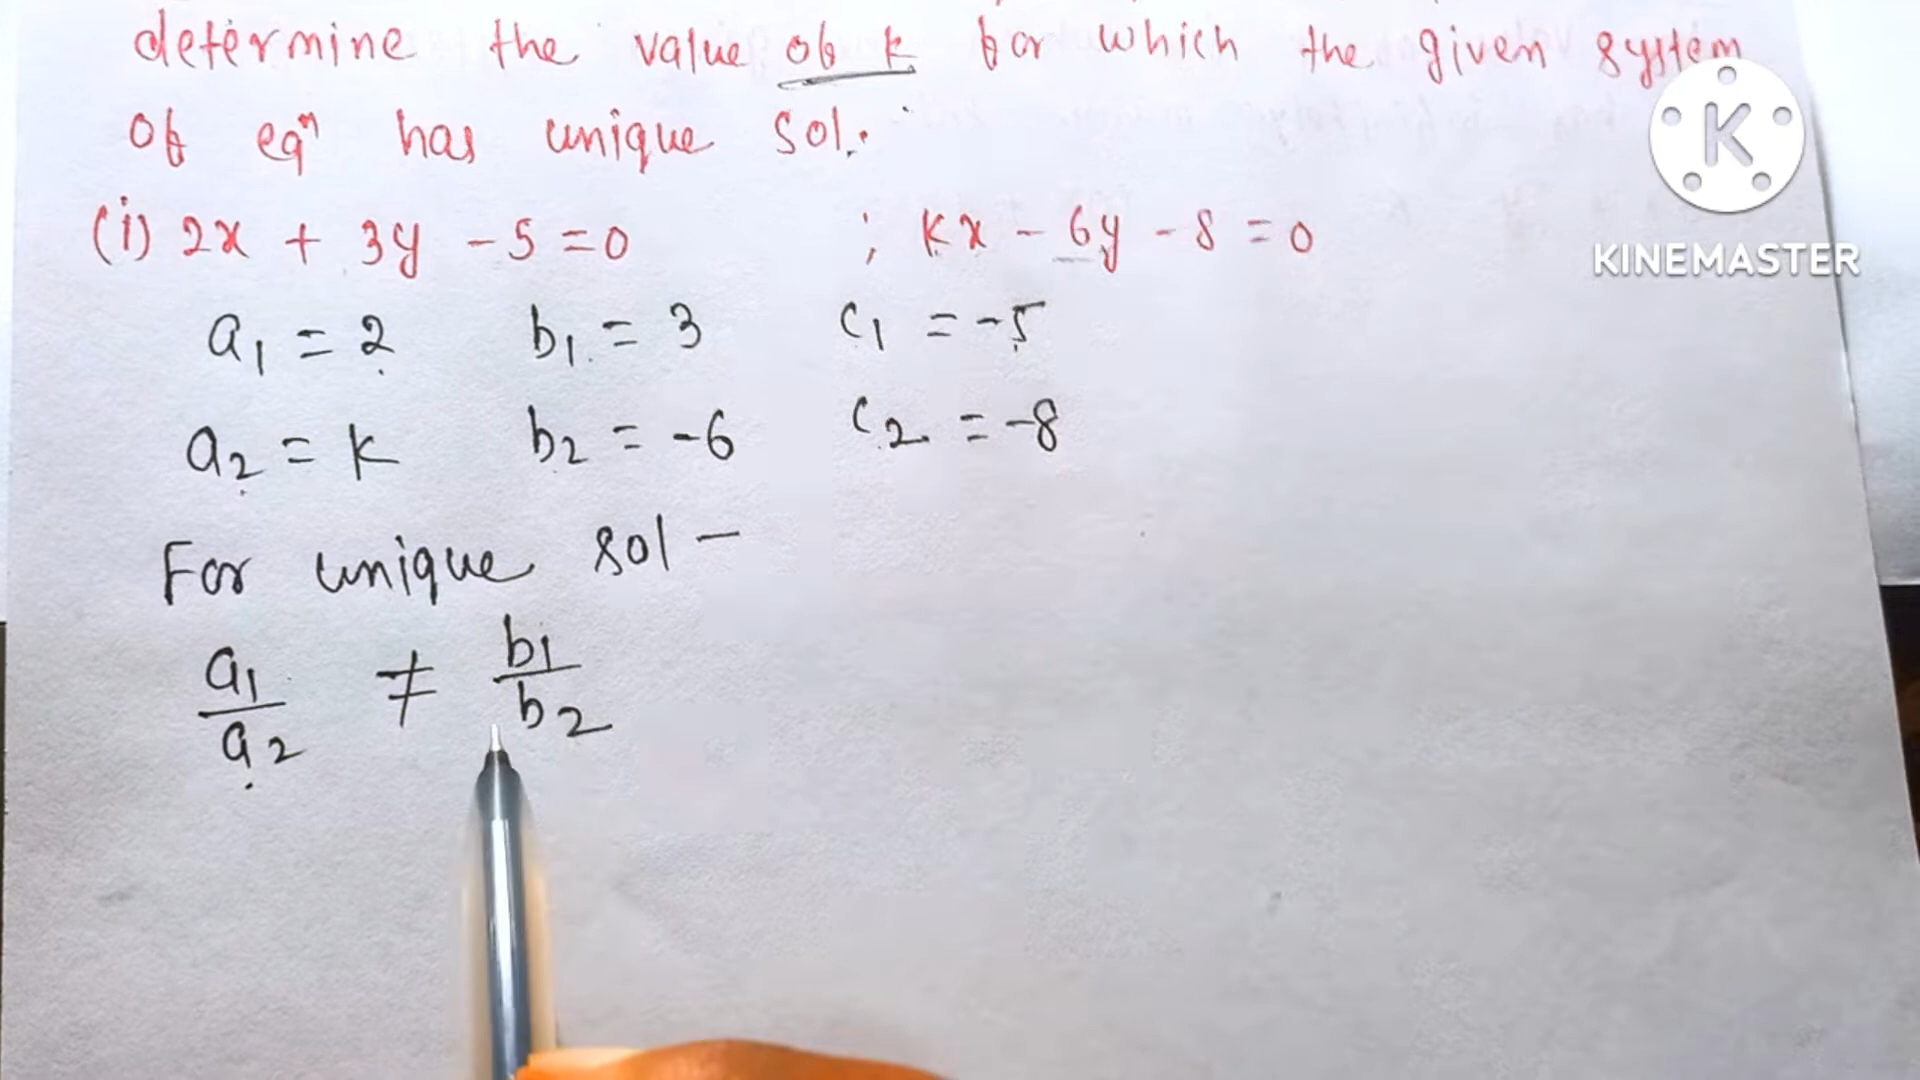 determine the value of k for which the given system
of eqⁿ has unique sol.
(i) 2x + 3y - 5 = 0 ; kx - 6y - 8 = 0
a₁ = 2 b₁ = 3 c₁ = -5
a₂ = k b₂ = -6 c₂ = -8
For unique sol -
a₁/a₂ ≠ b₁/b₂
K
KINEMASTER